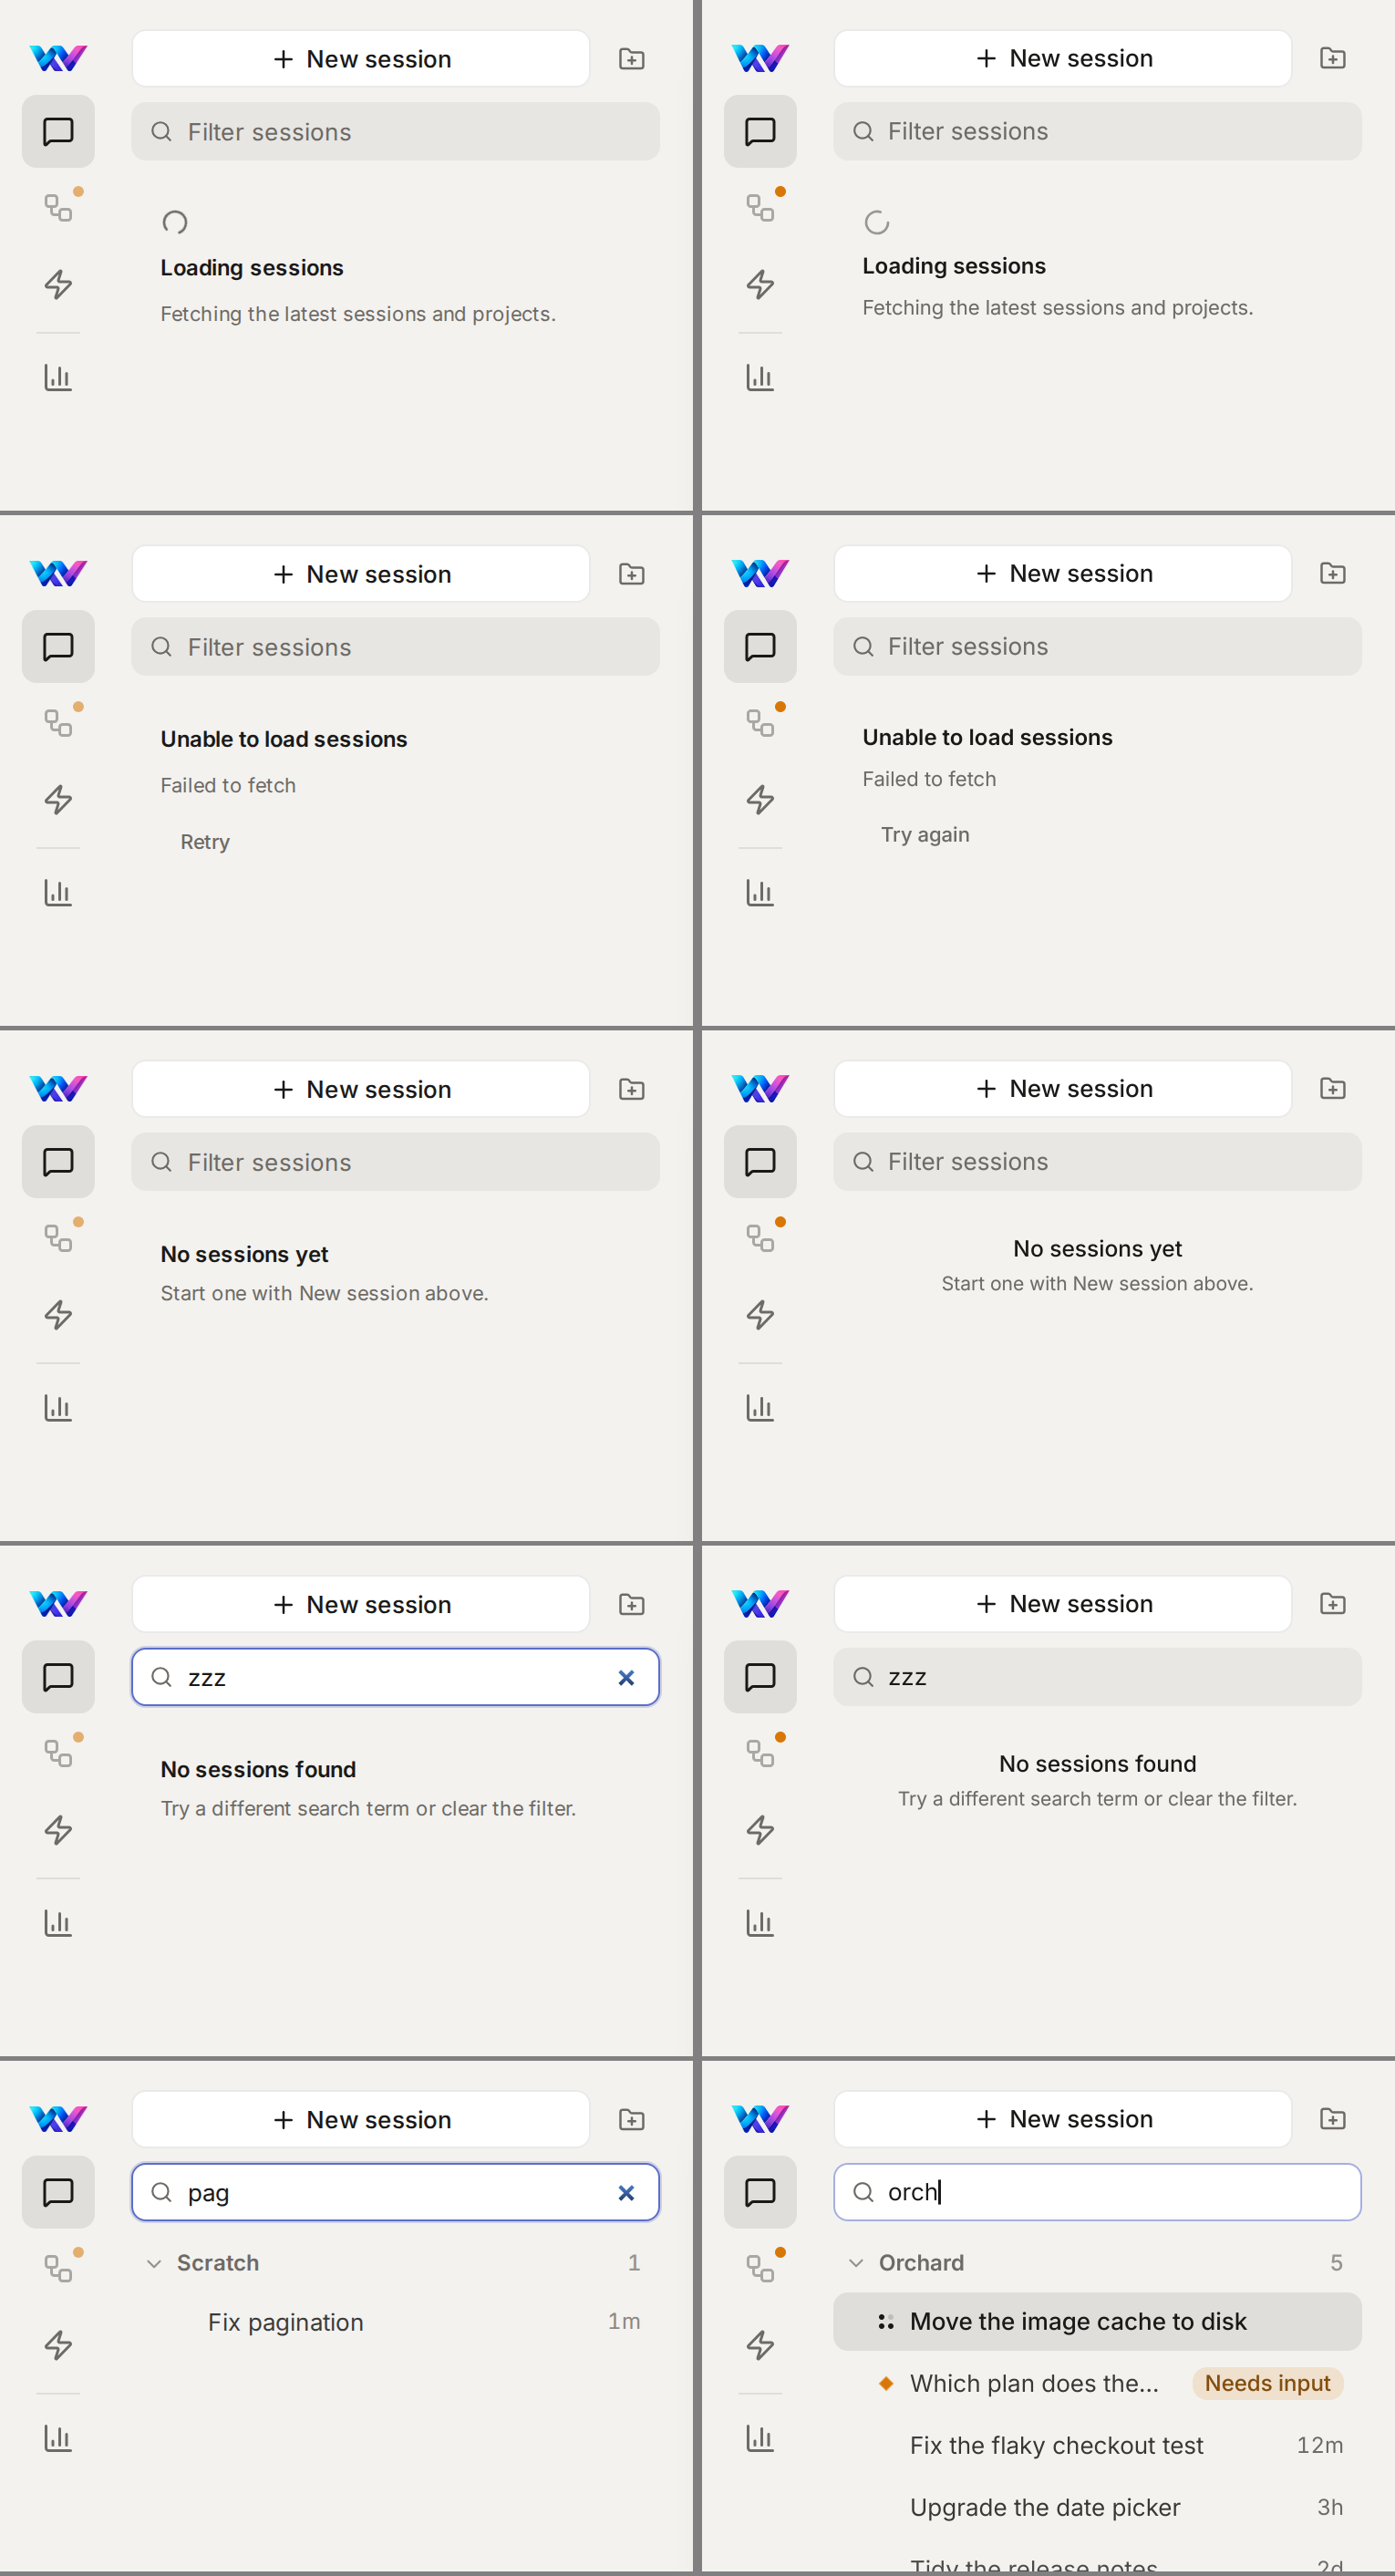 New session
New session
Filter sessions
Filter sessions
Loading sessions
Loading sessions
Fetching the latest sessions and projects.
Fetching the latest sessions and projects.
New session
New session
Filter sessions
Filter sessions
Unable to load sessions
Unable to load sessions
Failed to fetch
Failed to fetch
Retry
Try again
New session
New session
Filter sessions
Filter sessions
No sessions yet
No sessions yet
Start one with New session above.
Start one with New session above.
New session
New session
zzz
zzz
No sessions found
No sessions found
Try a different search term or clear the filter.
Try a different search term or clear the filter.
New session
New session
pag
orch
Scratch 1
Orchard 5
Fix pagination 1m
Move the image cache to disk
Which plan does the... Needs input
Fix the flaky checkout test 12m
Upgrade the date picker 3h
Tidy the release notes 2d